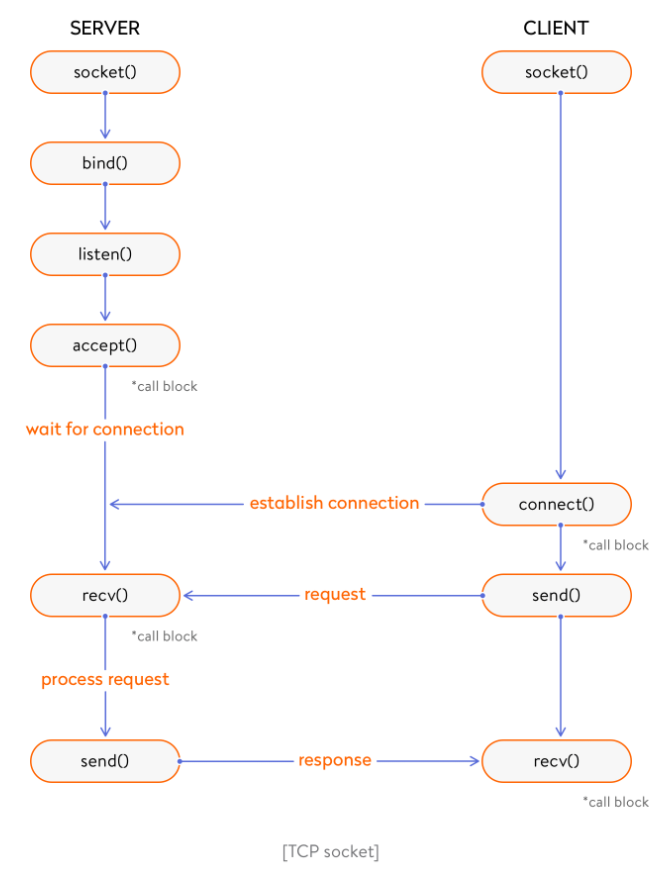 SERVER
CLIENT
socket()
socket()
bind()
listen()
accept()
*call block
wait for connection
establish connection
connect()
*call block
recv()
request
send()
*call block
process request
send()
response
recv()
*call block
[TCP socket]